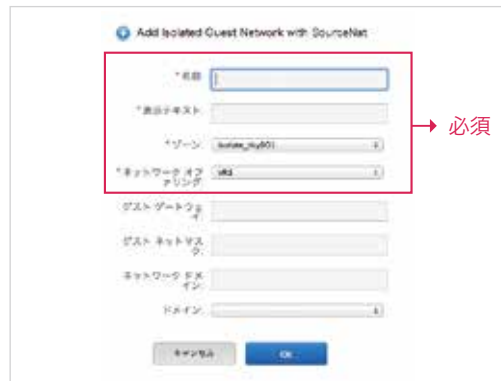 Add Isolated Guest Network with SourceNat
*名前
*表示テキスト
*ゾーン
*ネットワーク オファリング
ゲスト ゲートウェイ
ゲスト ネットマスク
ネットワーク ドメイン
ドメイン
キャンセル
OK
必須